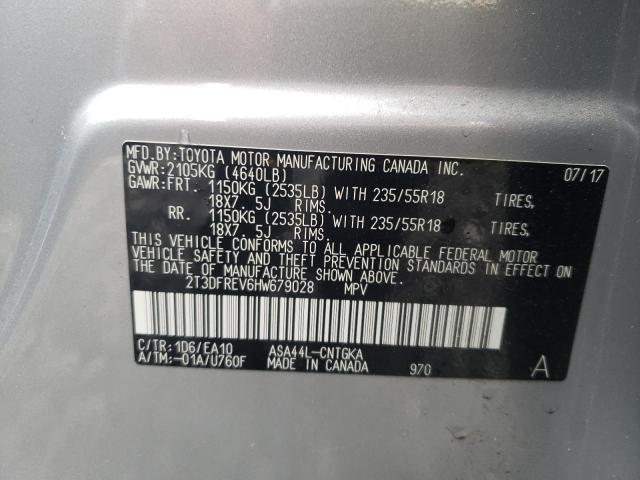 MFD.BY:TOYOTA MOTOR MANUFACTURING CANADA INC. 07/17
GVWR:2105KG (4640LB)
GAWR:FRT. 1150KG (2535LB) WITH 235/55R18 TIRES,
18X7. 5J RIMS.
RR. 1150KG (2535LB) WITH 235/55R18 TIRES,
18X7. 5J RIMS.
THIS VEHICLE CONFORMS TO ALL APPLICABLE FEDERAL MOTOR
VEHICLE SAFETY AND THEFT PREVENTION STANDARDS IN EFFECT ON
THE DATE OF MANUFACTURE SHOWN ABOVE.
2T3DFREV6HW679028 MPV
C/TR:1D6/EA10 ASA44L-CNTGKA
A/TM:-01A/U760F MADE IN CANADA 970 A